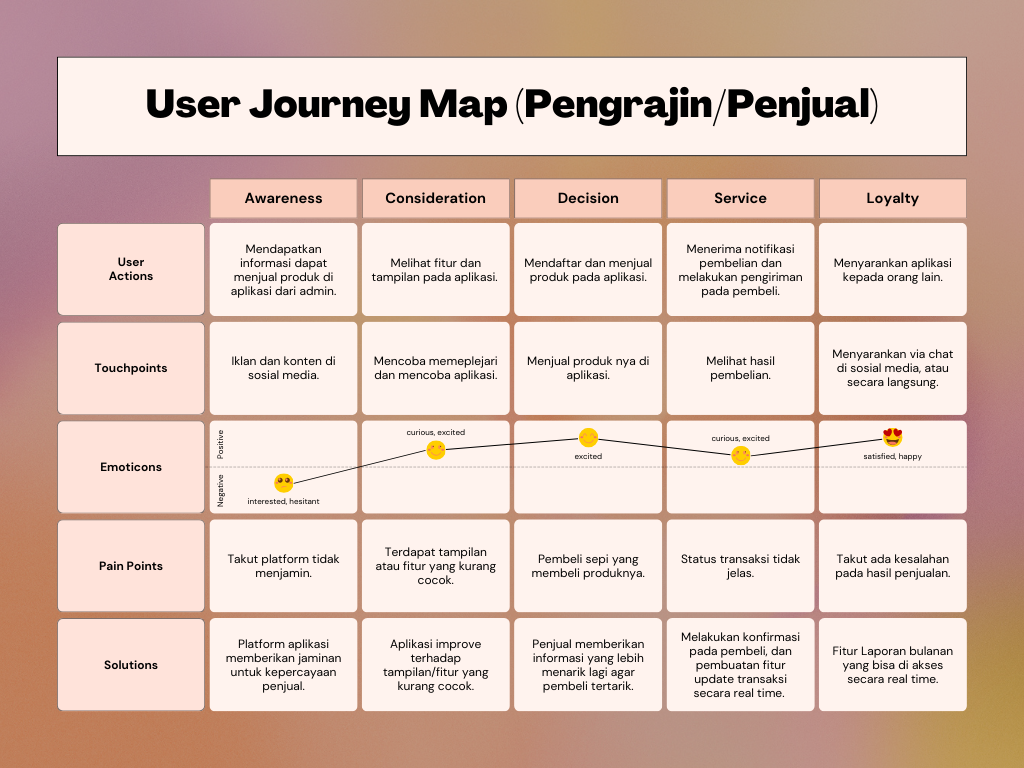 User Journey Map (Pengrajin/Penjual)
Awareness
Consideration
Decision
Service
Loyalty
User
Actions
Mendapatkan
informasi dapat
menjual produk di
aplikasi dari admin.
Melihat fitur dan
tampilan pada aplikasi.
Mendaftar dan menjual
produk pada aplikasi.
Menerima notifikasi
pembelian dan
melakukan pengiriman
pada pembeli.
Menyarankan aplikasi
kepada orang lain.
Touchpoints
Iklan dan konten di
sosial media.
Mencoba memeplejari
dan mencoba aplikasi.
Menjual produk nya di
aplikasi.
Melihat hasil
pembelian.
Menyarankan via chat
di sosial media, atau
secara langsung.
Emoticons
Positive
Negative
interested, hesitant
curious, excited
excited
curious, excited
satisfied, happy
Pain Points
Takut platform tidak
menjamin.
Terdapat tampilan
atau fitur yang kurang
cocok.
Pembeli sepi yang
membeli produknya.
Status transaksi tidak
jelas.
Takut ada kesalahan
pada hasil penjualan.
Solutions
Platform aplikasi
memberikan jaminan
untuk kepercayaan
penjual.
Aplikasi improve
terhadap
tampilan/fitur yang
kurang cocok.
Penjual memberikan
informasi yang lebih
menarik lagi agar
pembeli tertarik.
Melakukan konfirmasi
pada pembeli, dan
pembuatan fitur
update transaksi
secara real time.
Fitur Laporan bulanan
yang bisa di akses
secara real time.